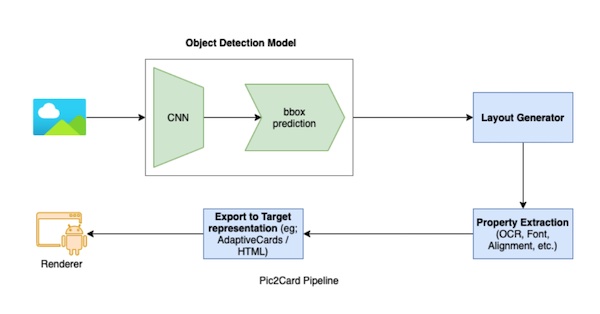 Object Detection Model
CNN
bbox
prediction
Layout Generator
Property Extraction
(OCR, Font,
Alignment, etc.)
Export to Target
representation (eg;
AdaptiveCards /
HTML)
Renderer
Pic2Card Pipeline